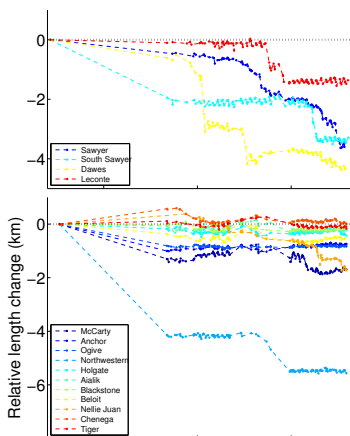 0
−2
−4
Sawyer
South Sawyer
Dawes
Leconte
0
−2
−4
−6
Relative length change (km)
McCarty
Anchor
Ogive
Northwestern
Holgate
Aialik
Blackstone
Beloit
Nellie Juan
Chenega
Tiger